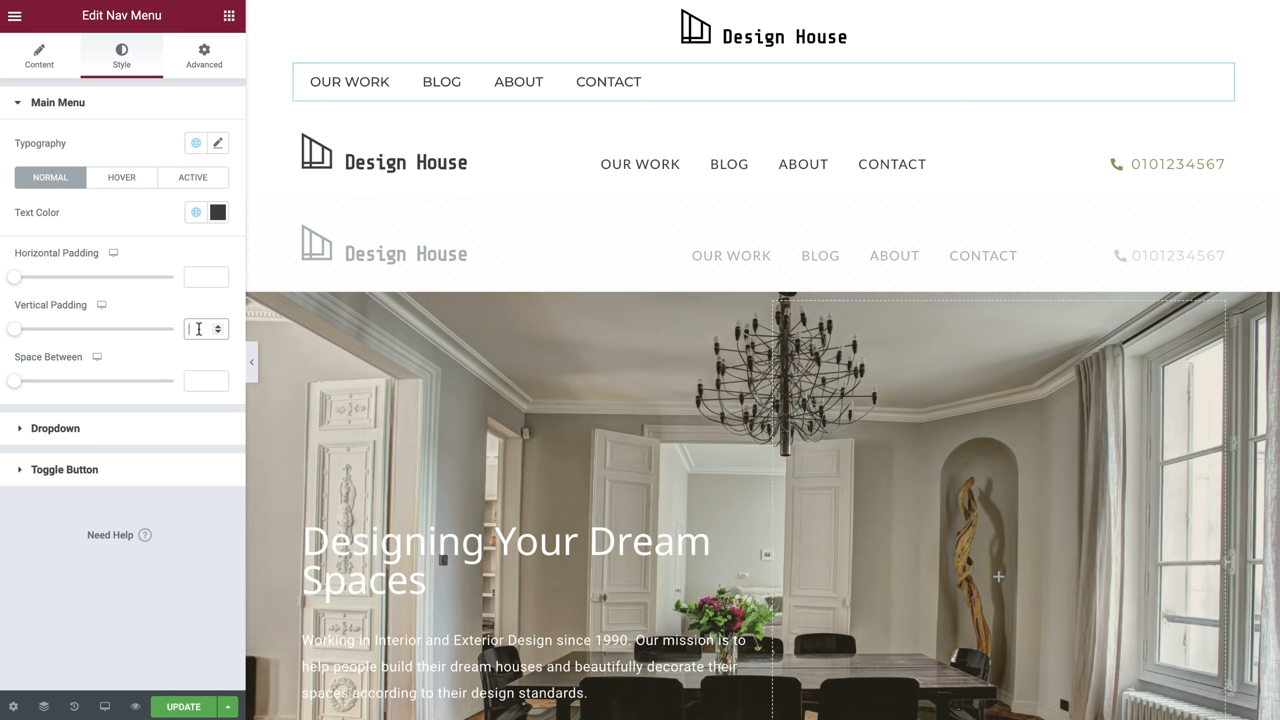 Edit Nav Menu
Content
Style
Advanced
Main Menu
Typography
NORMAL
HOVER
ACTIVE
Text Color
Horizontal Padding
Vertical Padding
Space Between
Dropdown
Toggle Button
Need Help ?
UPDATE
Design House
OUR WORK BLOG ABOUT CONTACT
Design House OUR WORK BLOG ABOUT CONTACT 0101234567
Design House OUR WORK BLOG ABOUT CONTACT 0101234567
Designing Your Dream
Spaces
Working in Interior and Exterior Design since 1990. Our mission is to
help people build their dream houses and beautifully decorate their
spaces according to their design standards.